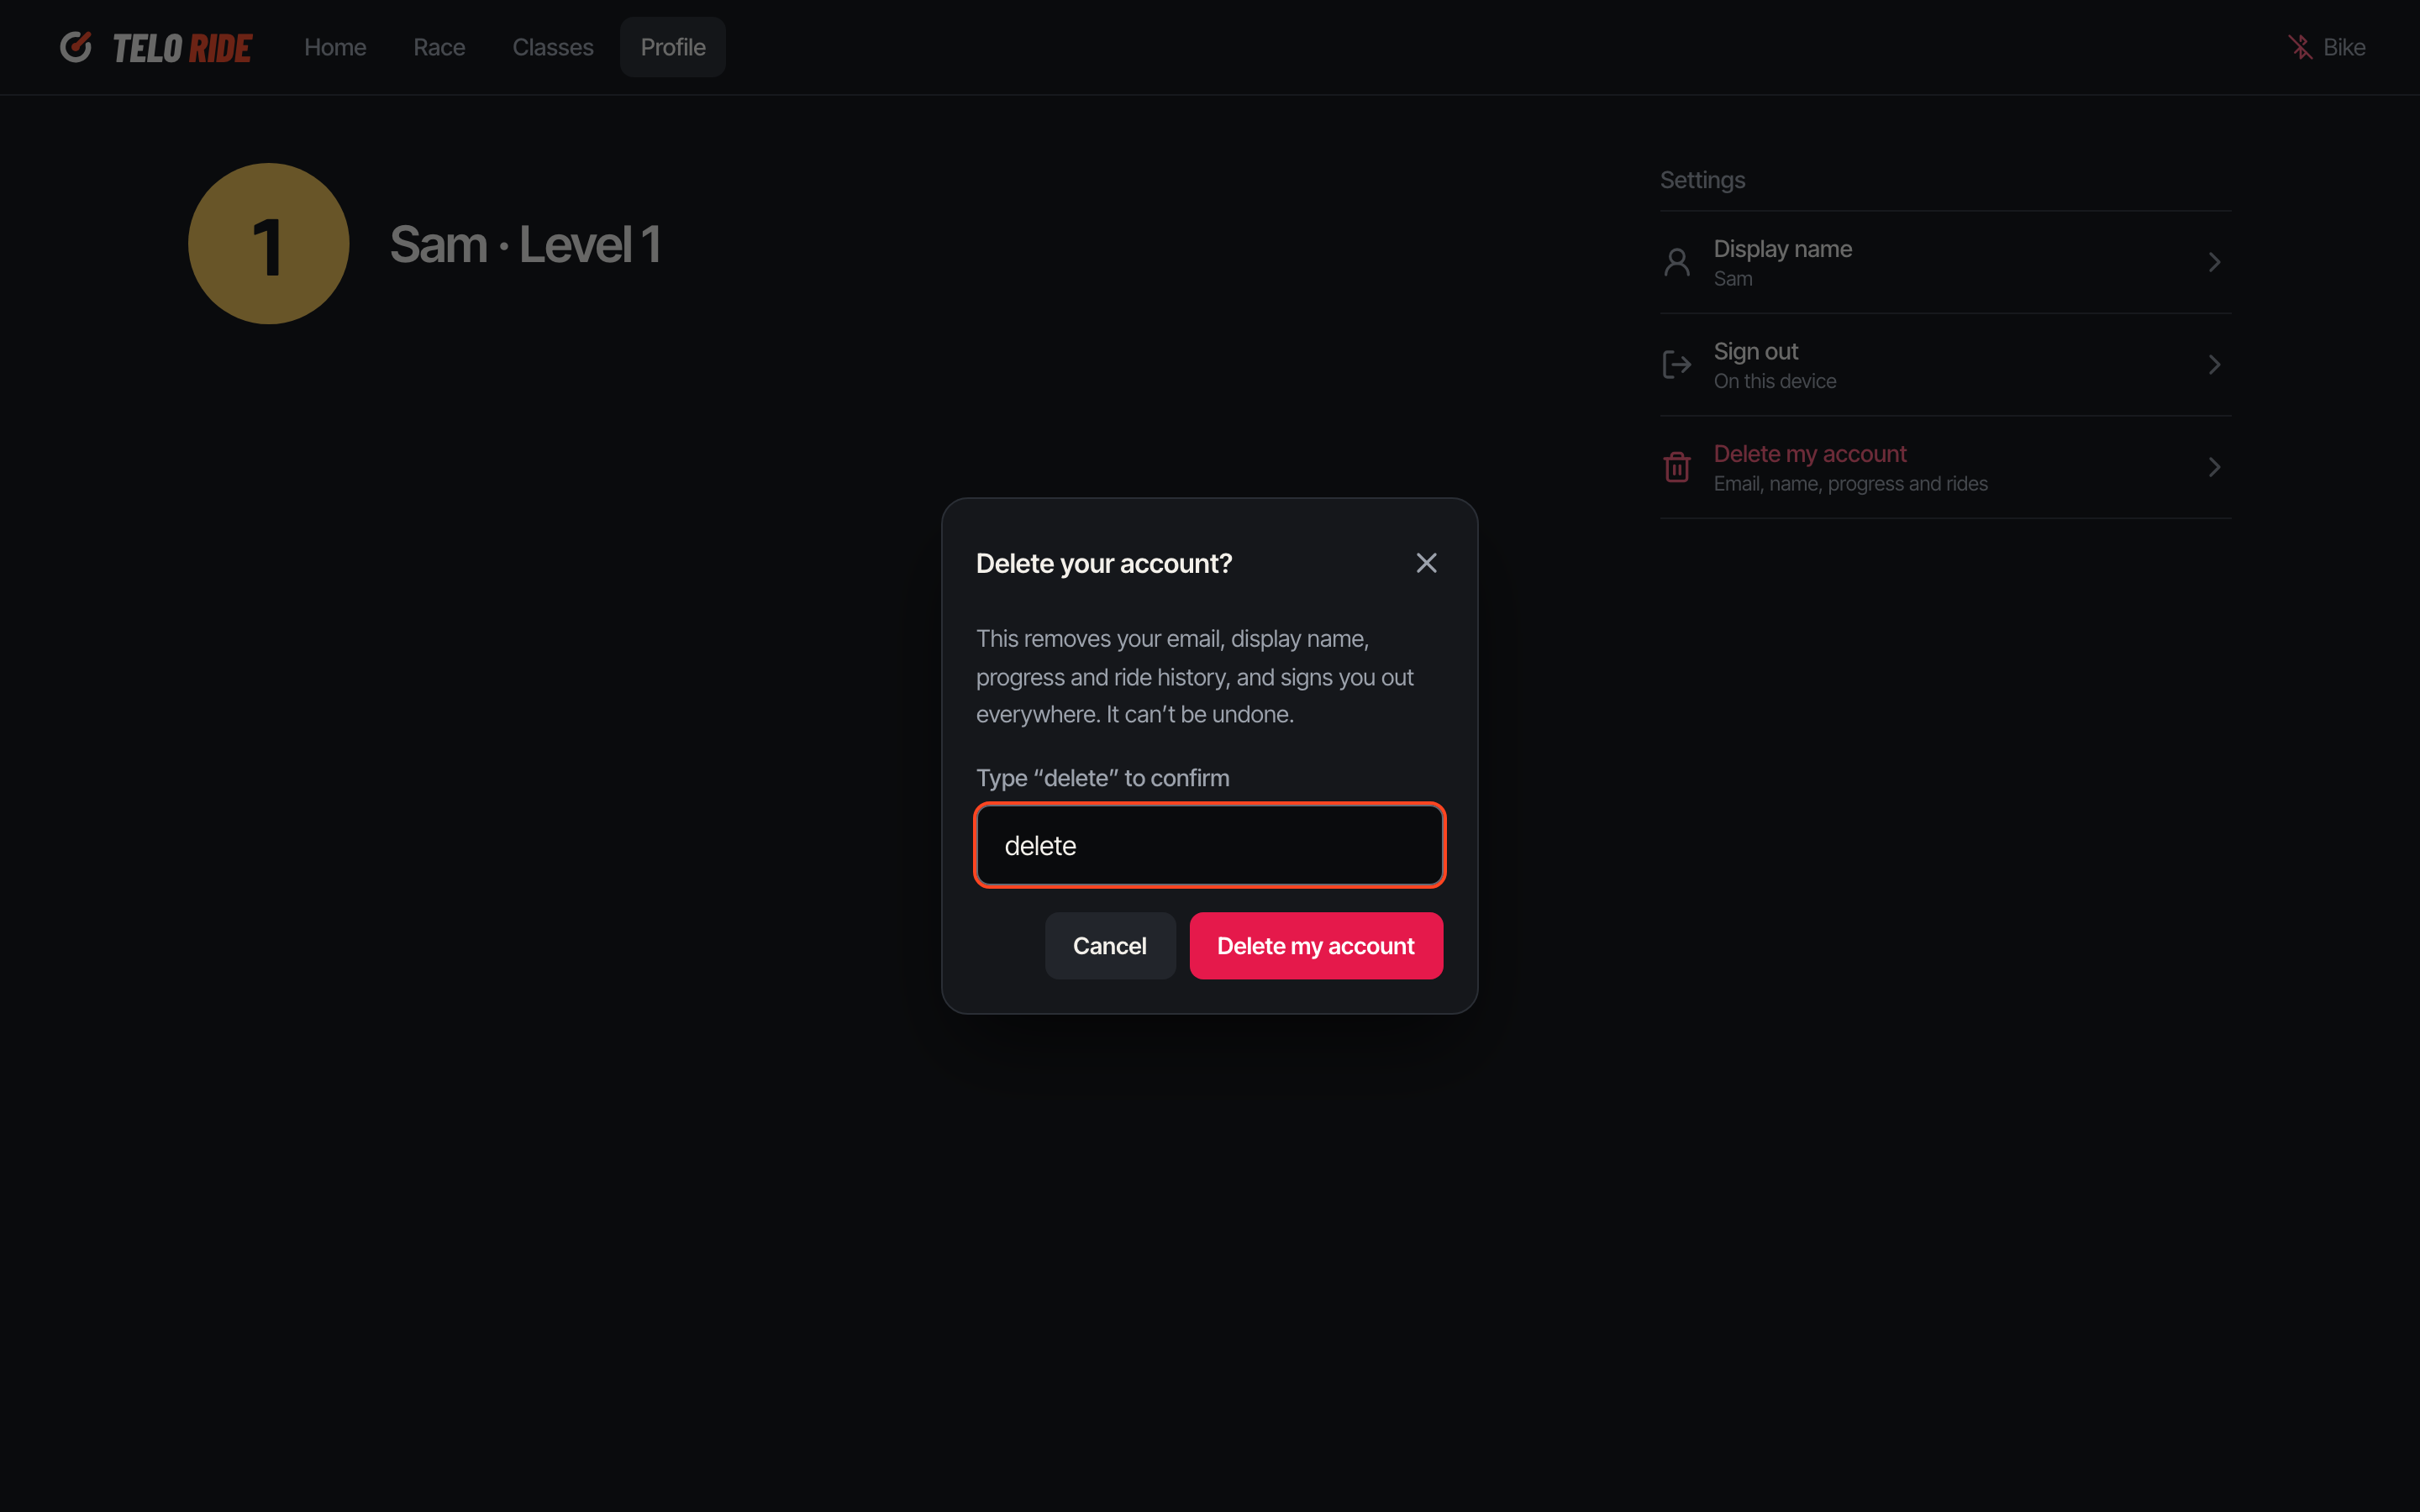 TELO RIDE
Home
Race
Classes
Profile
Bike
1
Sam · Level 1
Settings
Display name
Sam
Sign out
On this device
Delete my account
Email, name, progress and rides
Delete your account?
This removes your email, display name,
progress and ride history, and signs you out
everywhere. It can’t be undone.
Type “delete” to confirm
delete
Cancel
Delete my account